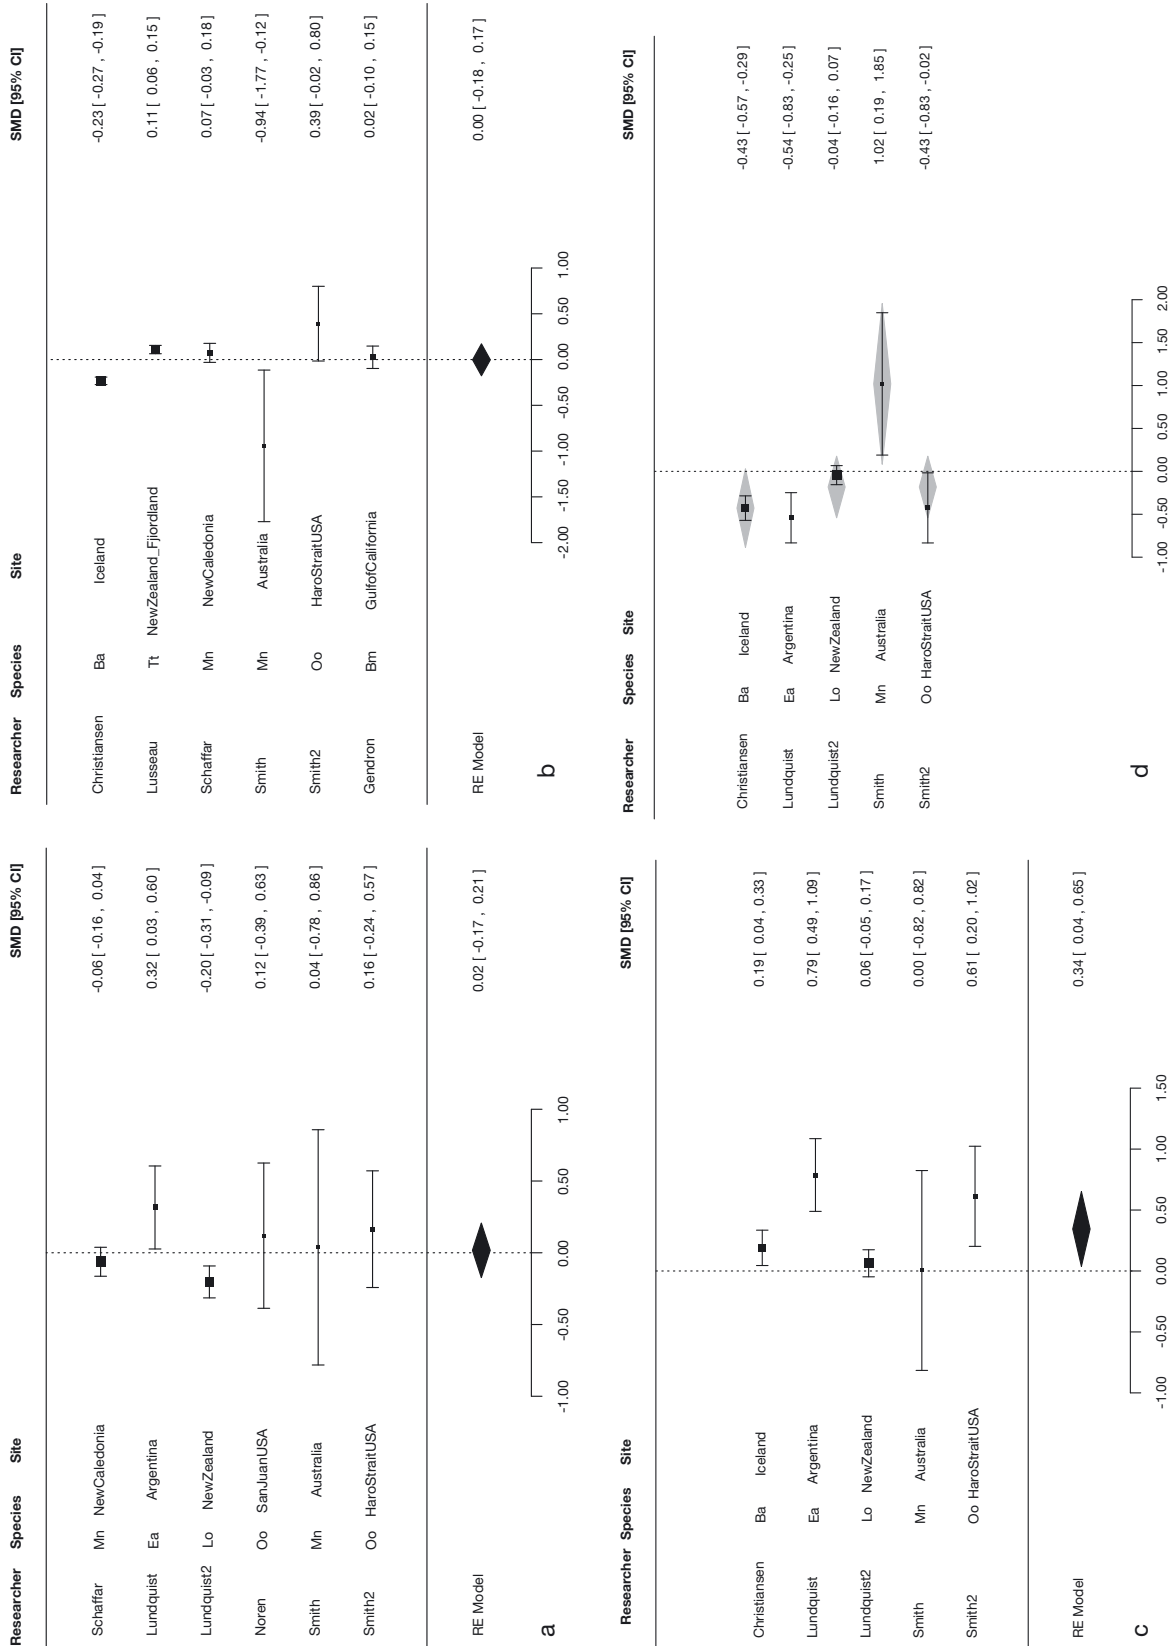 Researcher Species Site SMD [95% CI]
Schaffar Mn NewCaledonia -0.06 [ -0.16 , 0.04 ]
Lundquist Ea Argentina 0.32 [ 0.03 , 0.60 ]
Lundquist2 Lo NewZealand -0.20 [ -0.31 , -0.09 ]
Noren Oo SanJuanUSA 0.12 [ -0.39 , 0.63 ]
Smith Mn Australia 0.04 [ -0.78 , 0.86 ]
Smith2 Oo HaroStraitUSA 0.16 [ -0.24 , 0.57 ]
RE Model 0.02 [ -0.17 , 0.21 ]
-1.00 -0.50 0.00 0.50 1.00
a
Researcher Species Site SMD [95% CI]
Christiansen Ba Iceland -0.23 [ -0.27 , -0.19 ]
Lusseau Tt NewZealand_Fjiordland 0.11 [ 0.06 , 0.15 ]
Schaffar Mn NewCaledonia 0.07 [ -0.03 , 0.18 ]
Smith Mn Australia -0.94 [ -1.77 , -0.12 ]
Smith2 Oo HaroStraitUSA 0.39 [ -0.02 , 0.80 ]
Gendron Bm GulfofCalifornia 0.02 [ -0.10 , 0.15 ]
RE Model 0.00 [ -0.18 , 0.17 ]
-2.00 -1.50 -1.00 -0.50 0.00 0.50 1.00
b
Researcher Species Site SMD [95% CI]
Christiansen Ba Iceland 0.19 [ 0.04 , 0.33 ]
Lundquist Ea Argentina 0.79 [ 0.49 , 1.09 ]
Lundquist2 Lo NewZealand 0.06 [ -0.05 , 0.17 ]
Smith Mn Australia 0.00 [ -0.82 , 0.82 ]
Smith2 Oo HaroStraitUSA 0.61 [ 0.20 , 1.02 ]
RE Model 0.34 [ 0.04 , 0.65 ]
-1.00 -0.50 0.00 0.50 1.00 1.50
c
Researcher Species Site SMD [95% CI]
Christiansen Ba Iceland -0.43 [ -0.57 , -0.29 ]
Lundquist Ea Argentina -0.54 [ -0.83 , -0.25 ]
Lundquist2 Lo NewZealand -0.04 [ -0.16 , 0.07 ]
Smith Mn Australia 1.02 [ 0.19 , 1.85 ]
Smith2 Oo HaroStraitUSA -0.43 [ -0.83 , -0.02 ]
-1.00 -0.50 0.00 0.50 1.00 1.50 2.00
d